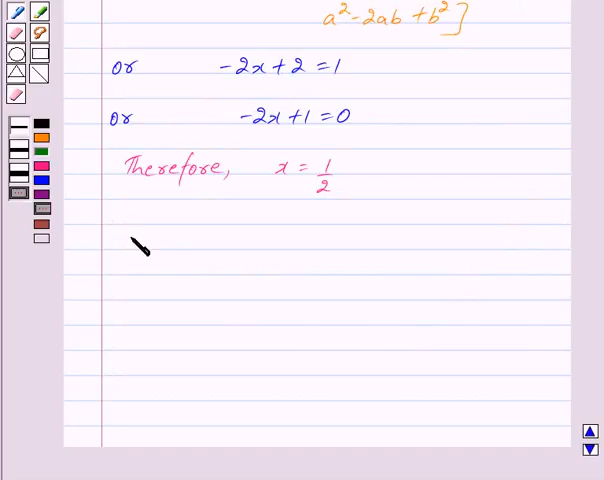 a² - 2ab + b²]
or -2x + 2 = 1
or -2x + 1 = 0
Therefore, x = 1/2